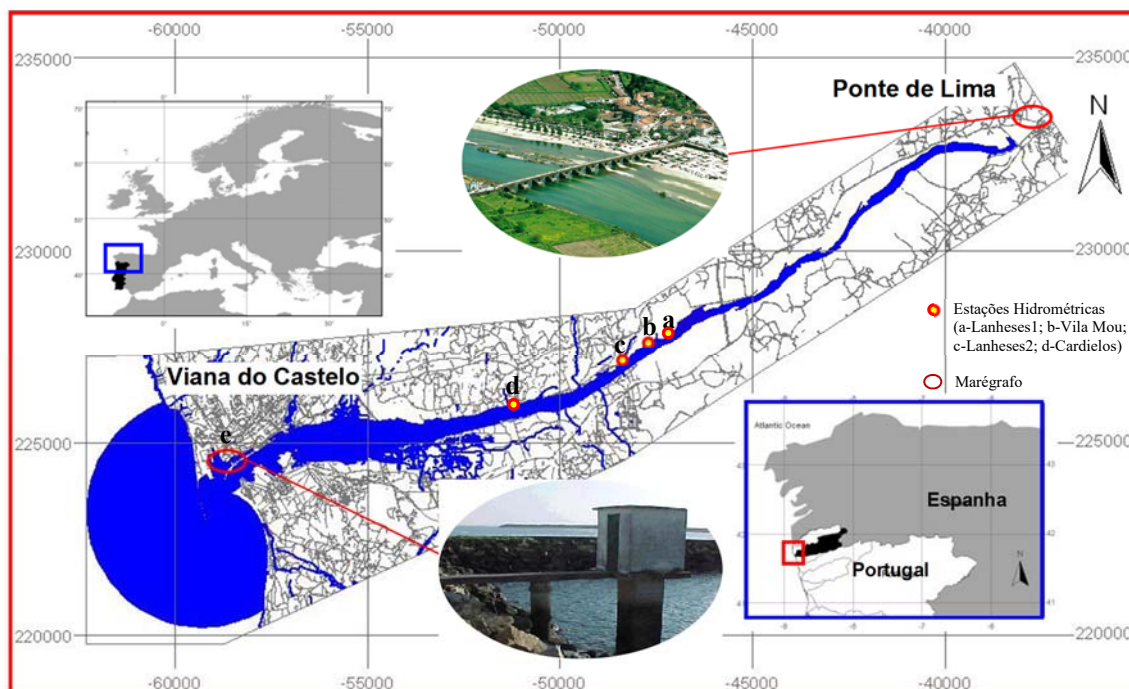 -60000
-55000
-50000
-45000
-40000
235000
235000
Ponte de Lima
N
230000
230000
Estações Hidrométricas
(a-Lanheses1; b-Vila Mou;
c-Lanheses2; d-Cardielos)
Marégrafo
a
b
c
d
e
Viana do Castelo
225000
225000
Atlantic Ocean
Espanha
Portugal
N
220000
220000
-60000
-55000
-50000
-45000
-40000